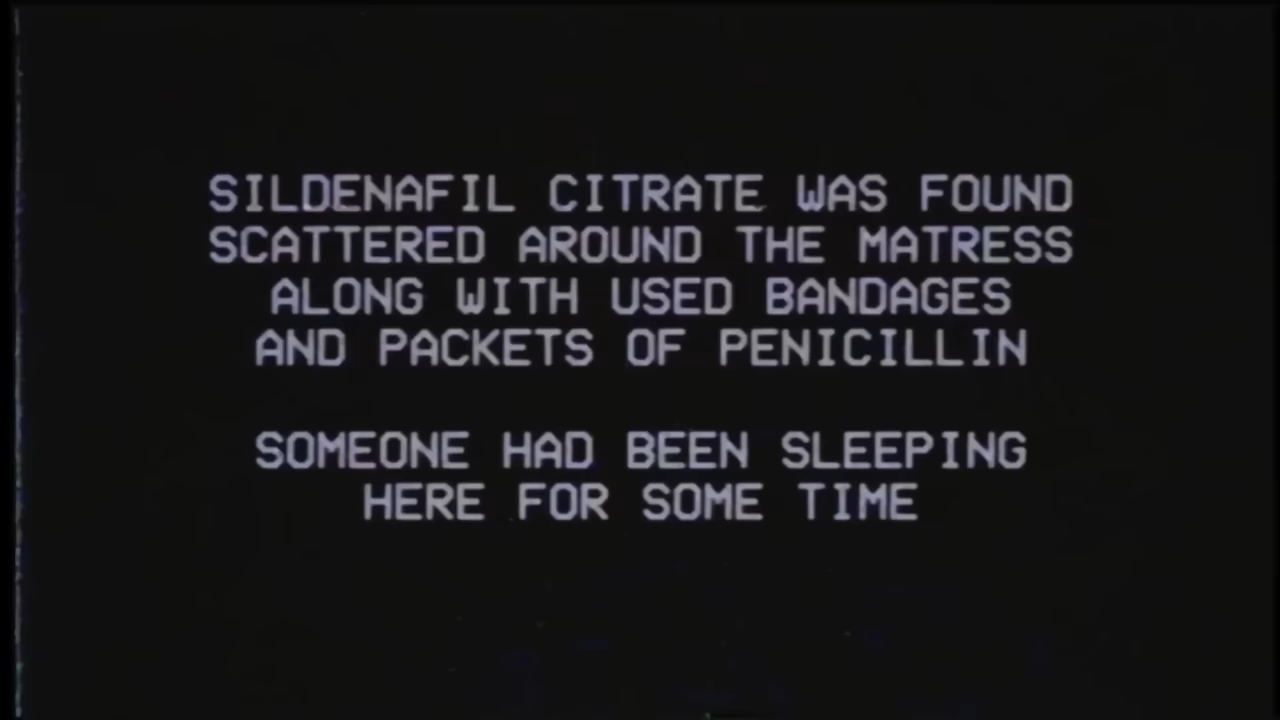 SILDENAFIL CITRATE WAS FOUND
SCATTERED AROUND THE MATRESS
ALONG WITH USED BANDAGES
AND PACKETS OF PENICILLIN
SOMEONE HAD BEEN SLEEPING
HERE FOR SOME TIME